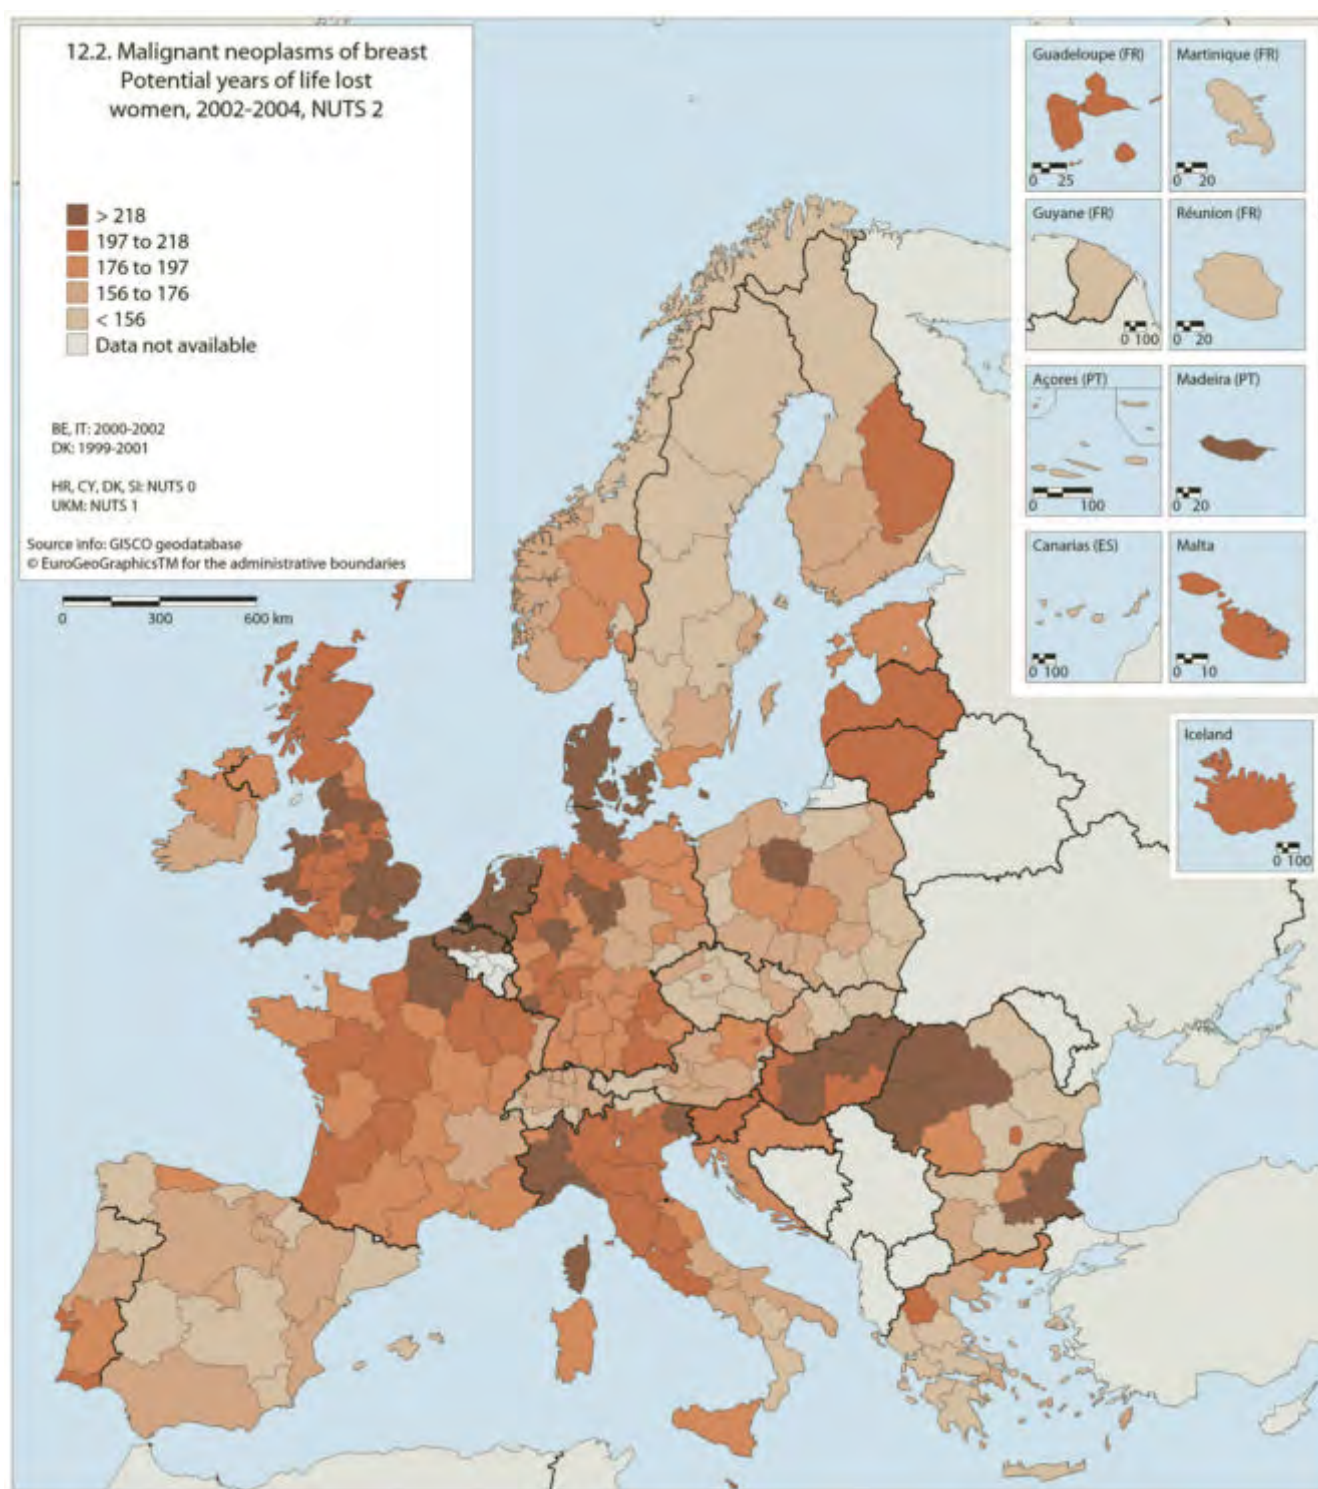 12.2. Malignant neoplasms of breast
Potential years of life lost
women, 2002-2004, NUTS 2
> 218
197 to 218
176 to 197
156 to 176
< 156
Data not available
BE, IT: 2000-2002
DK: 1999-2001
HR, CY, DK, SI: NUTS 0
UKM: NUTS 1
Source info: GISCO geodatabase
© EuroGeoGraphicsTM for the administrative boundaries
0 300 600 km
Guadeloupe (FR)
0 25
Martinique (FR)
0 20
Guyane (FR)
0 100
Réunion (FR)
0 20
Açores (PT)
0 100
Madeira (PT)
0 20
Canarias (ES)
0 100
Malta
0 10
Iceland
0 100